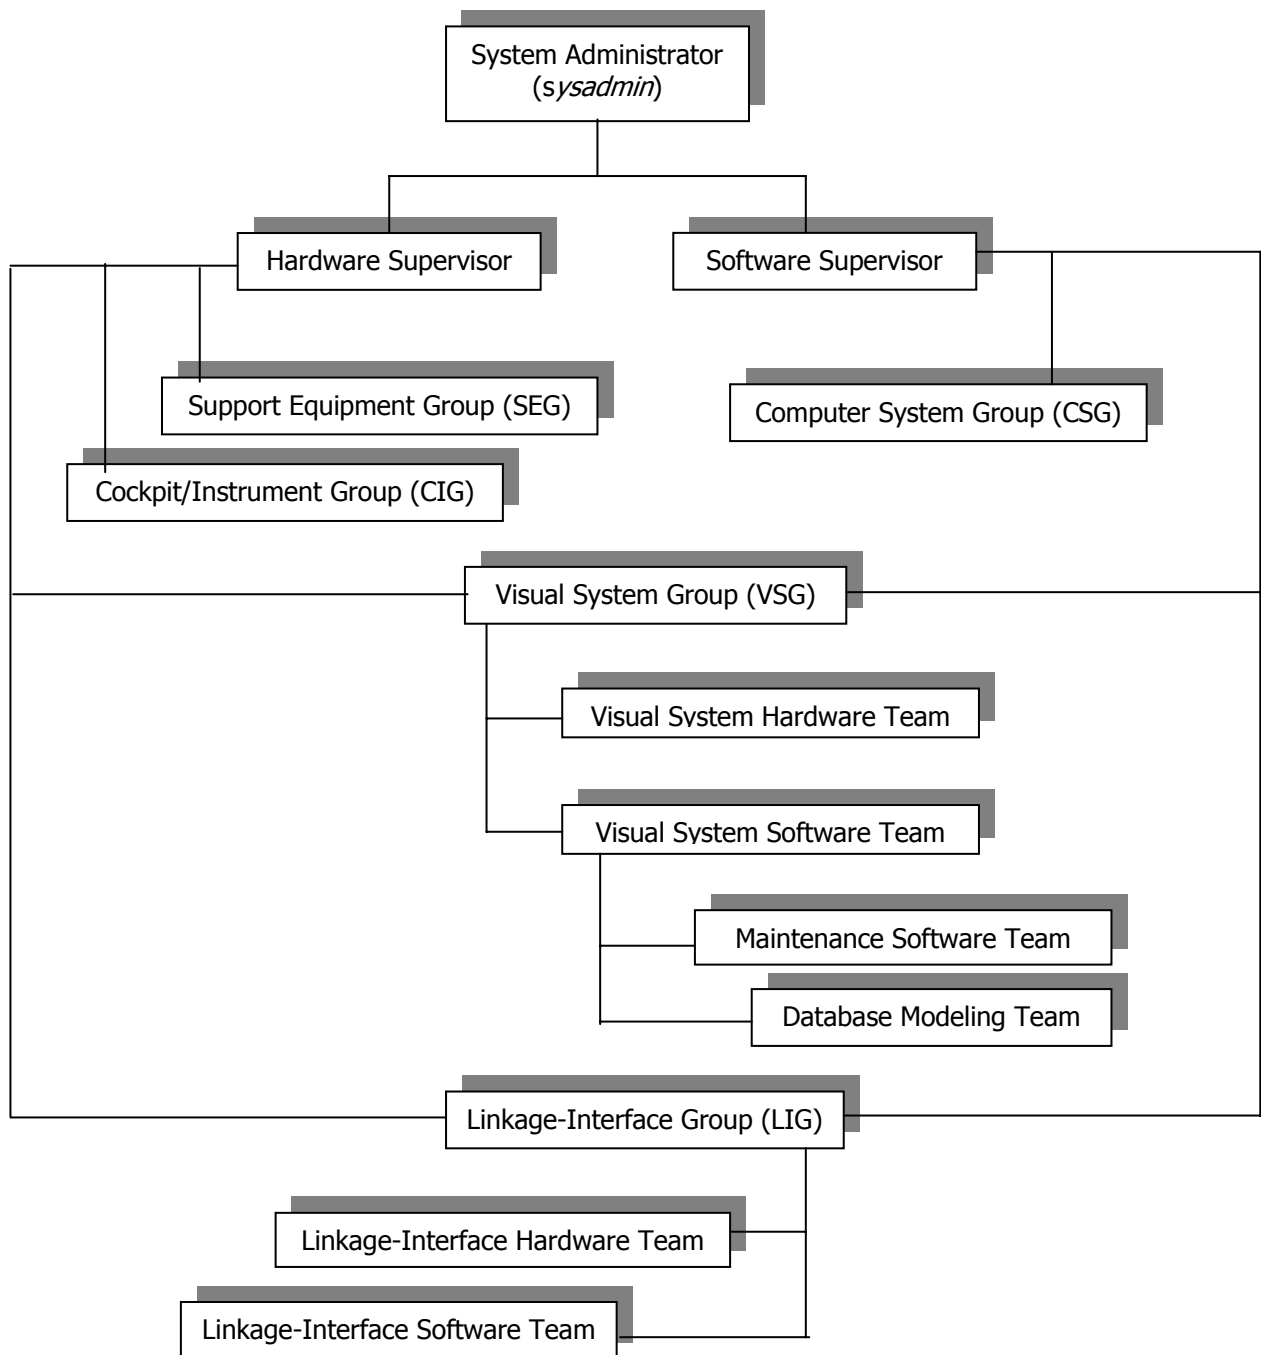 System Administrator
(sysadmin)
Hardware Supervisor
Software Supervisor
Support Equipment Group (SEG)
Computer System Group (CSG)
Cockpit/Instrument Group (CIG)
Visual System Group (VSG)
Visual System Hardware Team
Visual System Software Team
Maintenance Software Team
Database Modeling Team
Linkage-Interface Group (LIG)
Linkage-Interface Hardware Team
Linkage-Interface Software Team